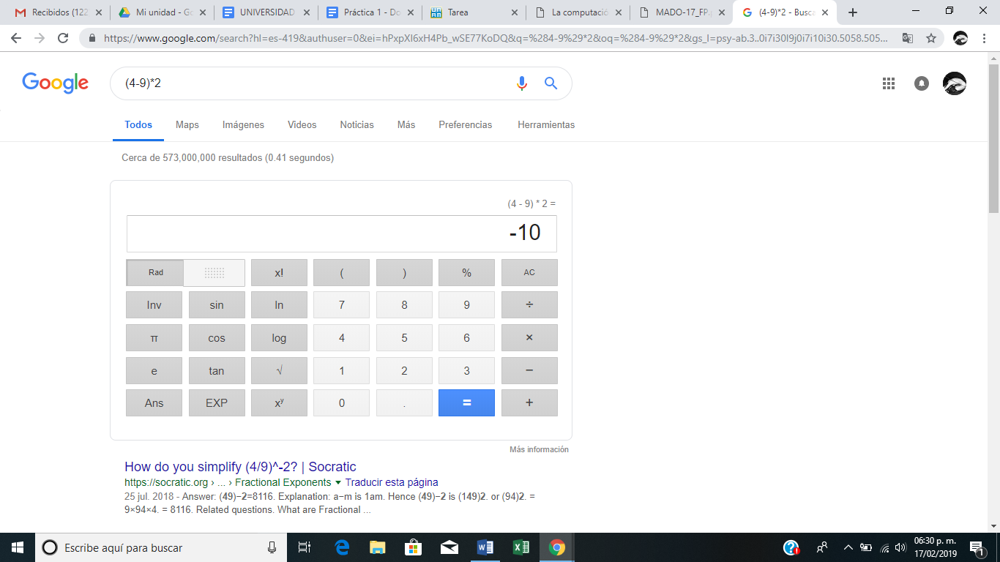 Recibidos (122
Mi unidad - Go
UNIVERSIDAD
Práctica 1 - Do
Tarea
La computació
MADO-17_FP.p
(4-9)*2 - Busca
https://www.google.com/search?hl=es-419&authuser=0&ei=hPxpXI6xH4Pb_wSE77KoDQ&q=%284-9%29*2&oq=%284-9%29*2&gs_l=psy-ab.3..0i7i30l9j0i7i10i30.5058.505...
Google
(4-9)*2
Todos Maps Imágenes Videos Noticias Más Preferencias Herramientas
Cerca de 573,000,000 resultados (0.41 segundos)
(4 - 9) * 2 =
-10
Rad x! ( ) % AC
Inv sin ln 7 8 9 ÷
π cos log 4 5 6 ×
e tan √ 1 2 3 −
Ans EXP xʸ 0 . = +
Más información
How do you simplify (4/9)^-2? | Socratic
https://socratic.org › ... › Fractional Exponents ▾ Traducir esta página
25 jul. 2018 - Answer: (49)−2=8116. Explanation: a−m is 1am. Hence (49)−2 is (149)2. or (94)2. =
9×94×4. = 8116. Related questions. What are Fractional ...
Escribe aquí para buscar
06:30 p. m.
17/02/2019
1